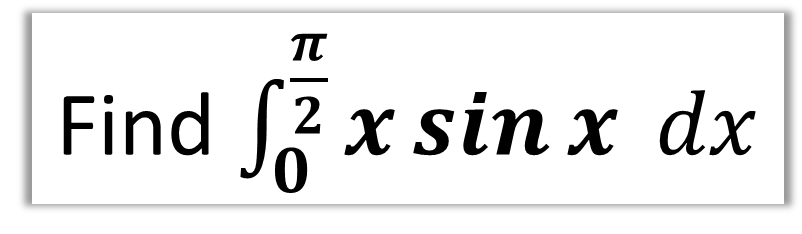 Find ∫₀^{π/2} x sin x dx